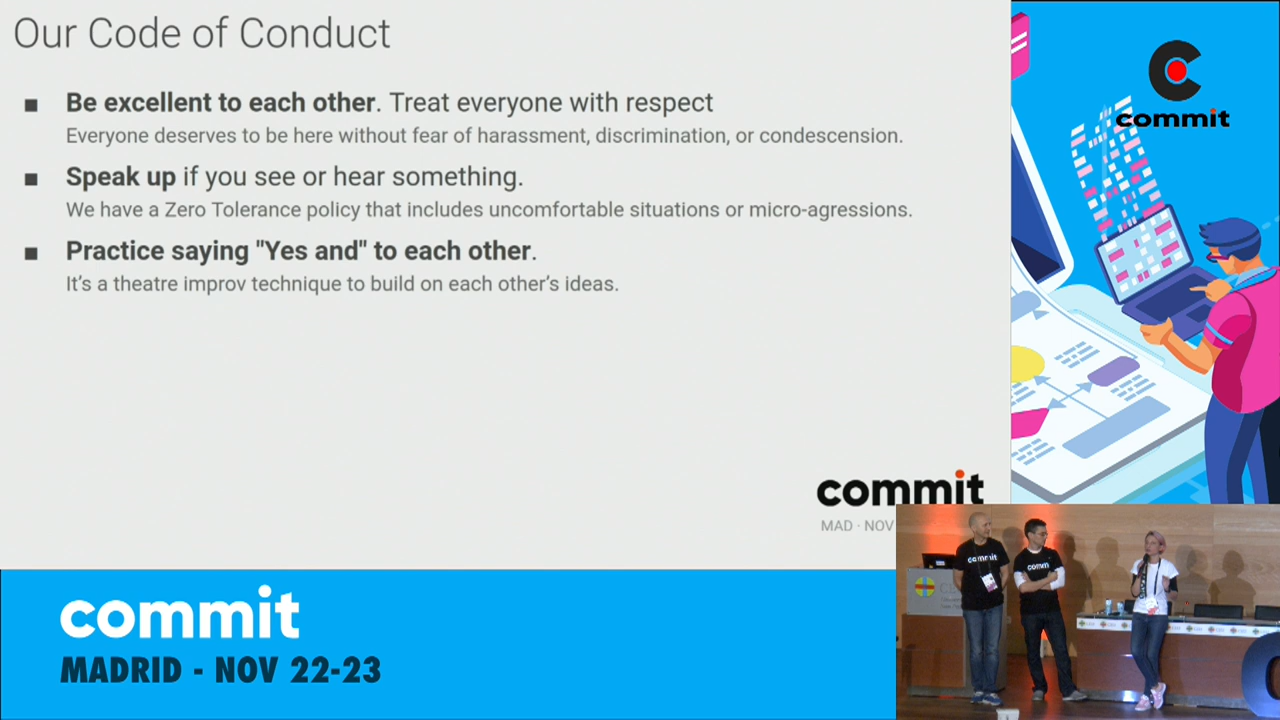 Our Code of Conduct
■ Be excellent to each other. Treat everyone with respect
Everyone deserves to be here without fear of harassment, discrimination, or condescension.
■ Speak up if you see or hear something.
We have a Zero Tolerance policy that includes uncomfortable situations or micro-agressions.
■ Practice saying "Yes and" to each other.
It's a theatre improv technique to build on each other's ideas.
commit
MAD · NOV
commit
commit
MADRID - NOV 22-23
commit